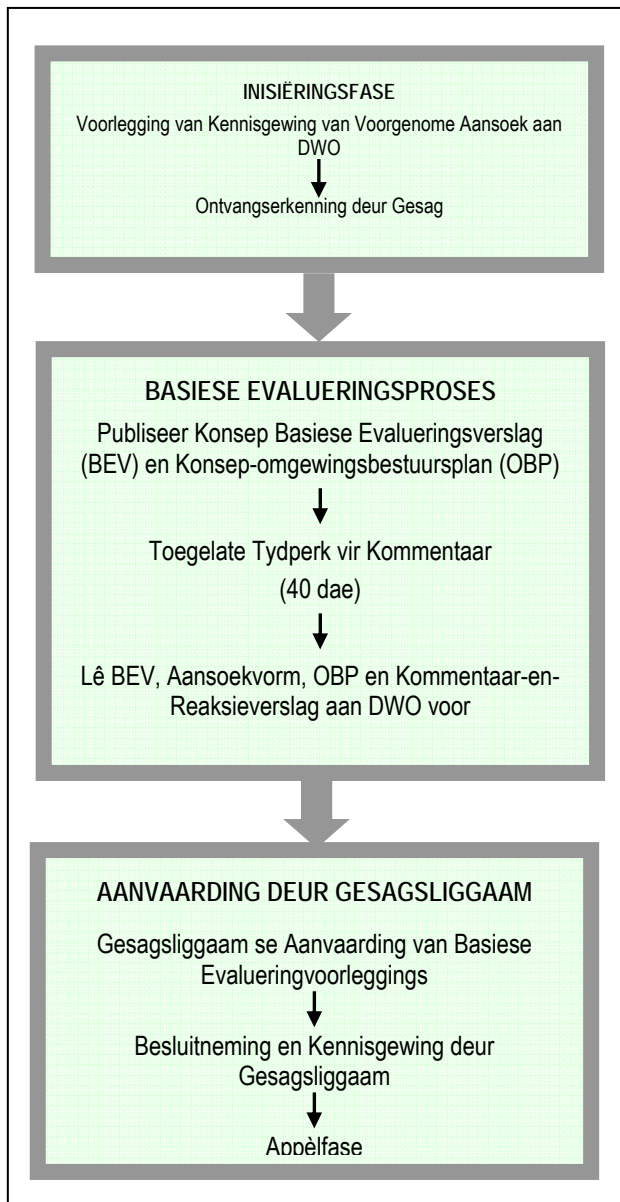 INISIËRINGSFASE
Voorlegging van Kennisgewing van Voorgenome Aansoek aan
DWO
Ontvangserkenning deur Gesag
BASIESE EVALUERINGSPROSES
Publiseer Konsep Basiese Evalueringsverslag
(BEV) en Konsep-omgewingsbestuursplan (OBP)
Toegelate Tydperk vir Kommentaar
(40 dae)
Lê BEV, Aansoekvorm, OBP en Kommentaar-en-
Reaksieverslag aan DWO voor
AANVAARDING DEUR GESAGSLIGGAAM
Gesagsliggaam se Aanvaarding van Basiese
Evalueringvoorleggings
Besluitneming en Kennisgewing deur
Gesagsliggaam
Appèlfase